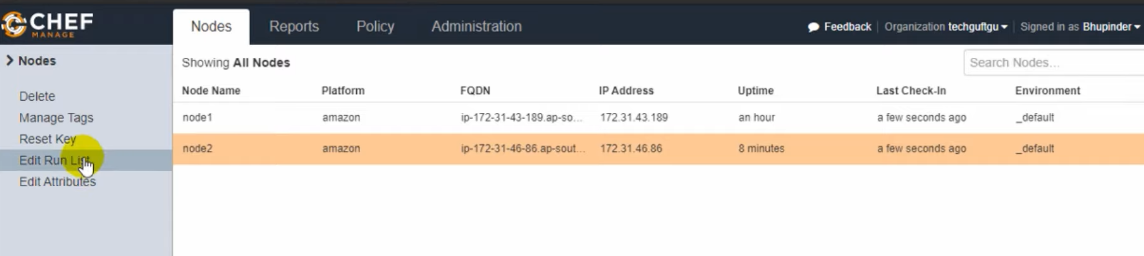 CHEF
MANAGE
Nodes Reports Policy Administration
Feedback Organization techguftgu Signed in as Bhupinder
Nodes
Delete
Manage Tags
Reset Key
Edit Run List
Edit Attributes
Showing All Nodes
Search Nodes...
Node Name Platform FQDN IP Address Uptime Last Check-In Environment
node1 amazon ip-172-31-43-189.ap-so... 172.31.43.189 an hour a few seconds ago _default
node2 amazon ip-172-31-46-86.ap-sout... 172.31.46.86 8 minutes a few seconds ago _default